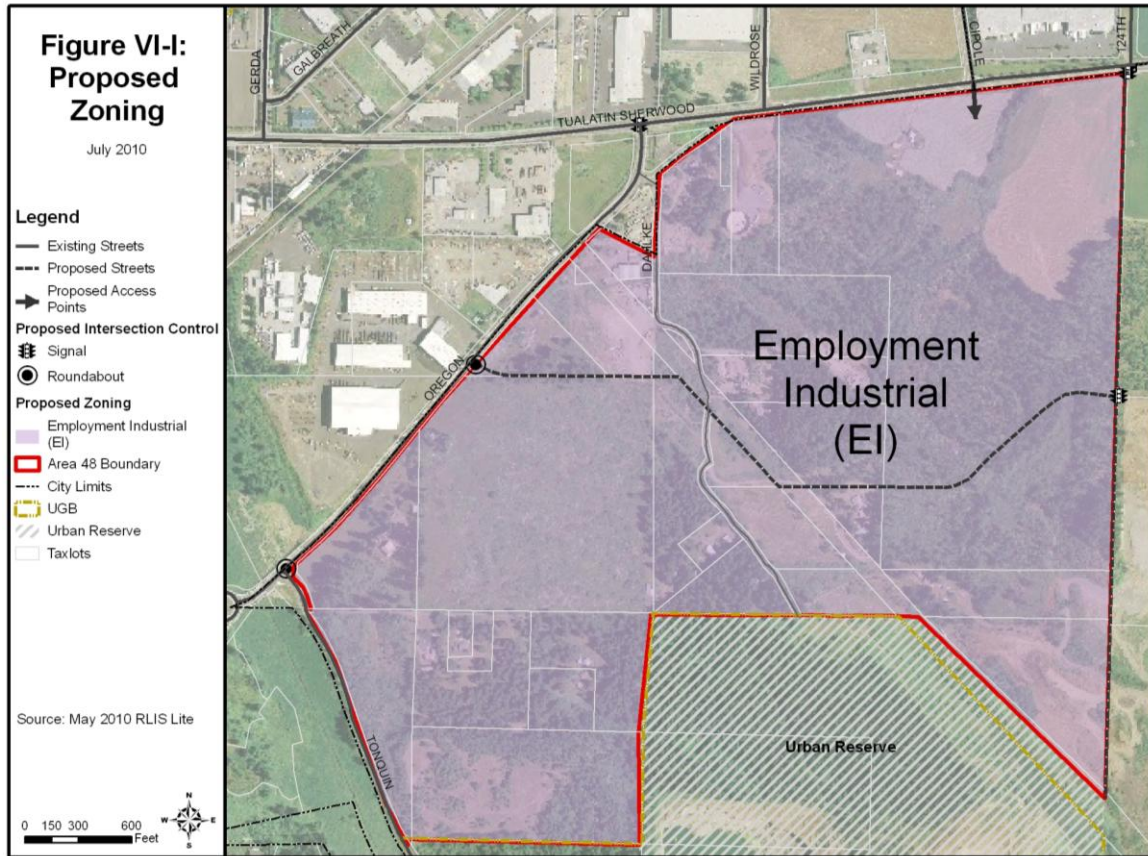 Figure VI-I:
Proposed
Zoning
July 2010
Legend
Existing Streets
Proposed Streets
Proposed Access
Points
Proposed Intersection Control
Signal
Roundabout
Proposed Zoning
Employment Industrial
(EI)
Area 48 Boundary
City Limits
UGB
Urban Reserve
Taxlots
Source: May 2010 RLIS Lite
N
W E
S
0 150 300 600
Feet
GERDA
GALBREATH
WILDROSE
CIPOLE
124TH
TUALATIN SHERWOOD
DAHLKE
OREGON
Employment
Industrial
(EI)
TONQUIN
Urban Reserve